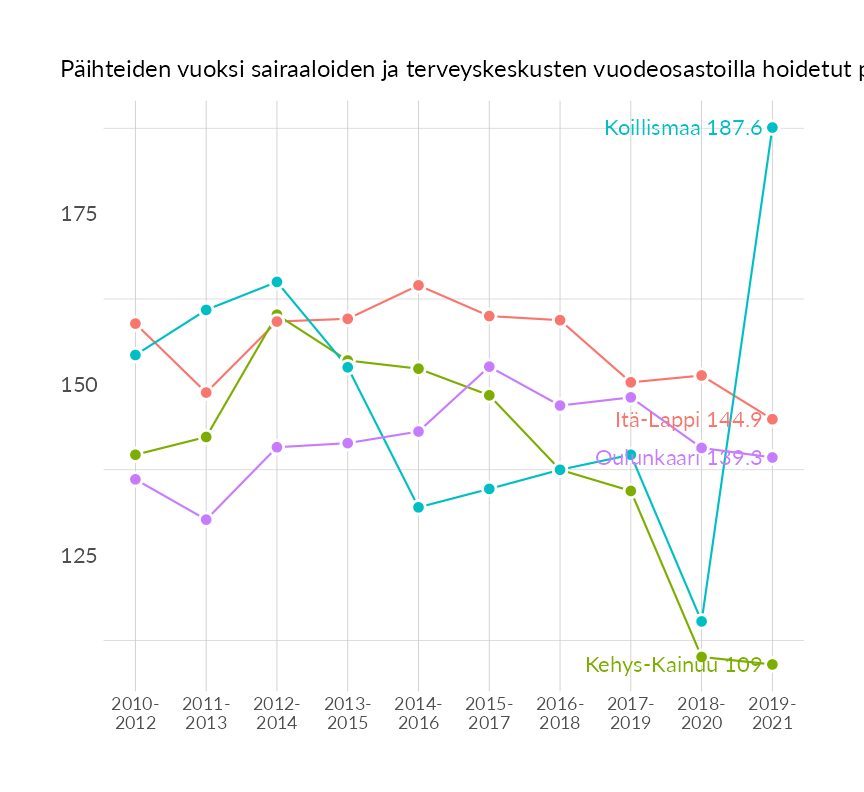 Päihteiden vuoksi sairaaloiden ja terveyskeskusten vuodeosastoilla hoidetut
Koillismaa 187.6
175
150
Itä-Lappi 144.9
Oulunkaari 139.3
125
Kehys-Kainuu 109
2010-2012
2011-2013
2012-2014
2013-2015
2014-2016
2015-2017
2016-2018
2017-2019
2018-2020
2019-2021